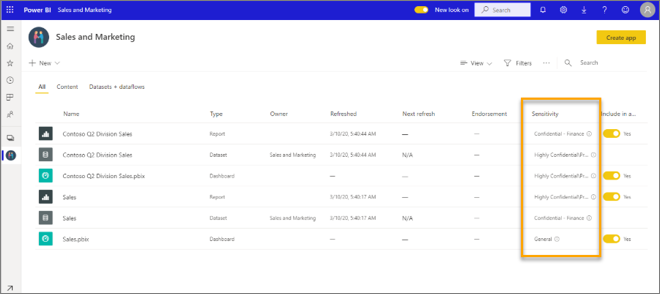 Power BI Sales and Marketing New look on Search
Sales and Marketing Create app
New View Filters Search
All Content Datasets + dataflows
Name Type Owner Refreshed Next refresh Endorsement Sensitivity Include in a...
Contoso Q2 Division Sales Report 3/10/20, 5:40:44 AM — — Confidential - Finance Yes
Contoso Q2 Division Sales Dataset Sales and Marketing 3/10/20, 5:40:44 AM N/A — Highly Confidential\Pr...
Contoso Q2 Division Sales.pbix Dashboard — — — Highly Confidential\Pr... Yes
Sales Report 3/10/20, 5:40:17 AM — — Highly Confidential\Pr... Yes
Sales Dataset Sales and Marketing 3/10/20, 5:40:17 AM N/A — Confidential - Finance
Sales.pbix Dashboard — — — General Yes